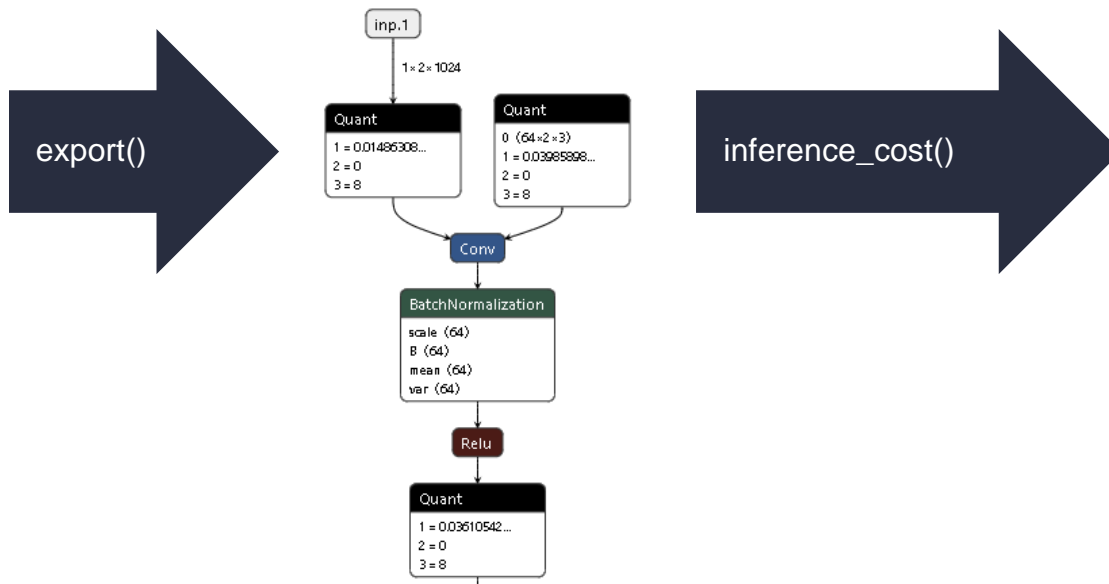 export()
inp.1
1×2×1024
Quant
1 = 0.01486308...
2 = 0
3 = 8
Quant
0 (64×2×3)
1 = 0.03985898...
2 = 0
3 = 8
Conv
BatchNormalization
scale (64)
B (64)
mean (64)
var (64)
Relu
Quant
1 = 0.03610542...
2 = 0
3 = 8
inference_cost()